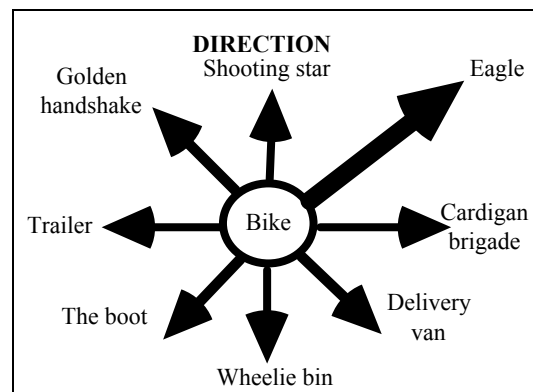 DIRECTION
Shooting star
Golden
handshake
Eagle
Trailer
Bike
Cardigan
brigade
The boot
Delivery
van
Wheelie bin